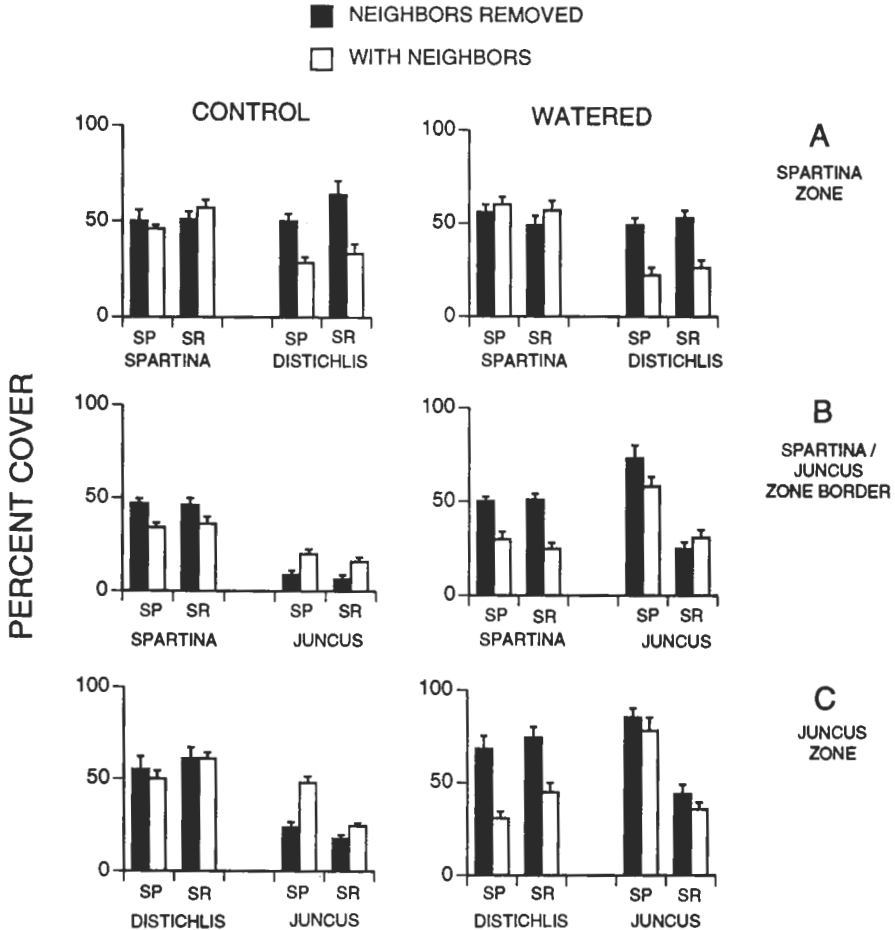 NEIGHBORS REMOVED
WITH NEIGHBORS
CONTROL
WATERED
A
SPARTINA
ZONE
100
50
0
SP SR SP SR
SPARTINA DISTICHLIS
100
50
0
SP SR SP SR
SPARTINA DISTICHLIS
B
SPARTINA /
JUNCUS
ZONE BORDER
PERCENT COVER
100
50
0
SP SR SP SR
SPARTINA JUNCUS
100
50
0
SP SR SP SR
SPARTINA JUNCUS
C
JUNCUS
ZONE
100
50
0
SP SR SP SR
DISTICHLIS JUNCUS
100
50
0
SP SR SP SR
DISTICHLIS JUNCUS